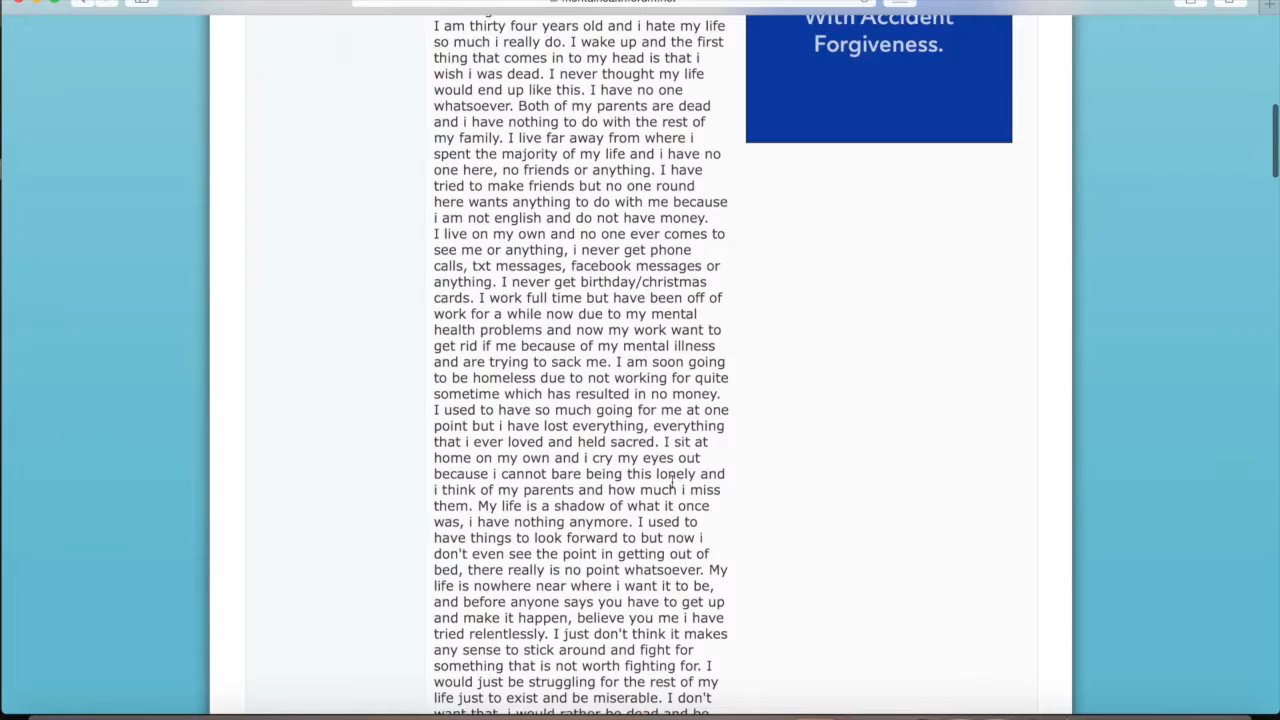 mentalhealthforum.net
I am thirty four years old and i hate my life
so much i really do. I wake up and the first
thing that comes in to my head is that i
wish i was dead. I never thought my life
would end up like this. I have no one
whatsoever. Both of my parents are dead
and i have nothing to do with the rest of
my family. I live far away from where i
spent the majority of my life and i have no
one here, no friends or anything. I have
tried to make friends but no one round
here wants anything to do with me because
i am not english and do not have money.
I live on my own and no one ever comes to
see me or anything, i never get phone
calls, txt messages, facebook messages or
anything. I never get birthday/christmas
cards. I work full time but have been off of
work for a while now due to my mental
health problems and now my work want to
get rid if me because of my mental illness
and are trying to sack me. I am soon going
to be homeless due to not working for quite
sometime which has resulted in no money.
I used to have so much going for me at one
point but i have lost everything, everything
that i ever loved and held sacred. I sit at
home on my own and i cry my eyes out
because i cannot bare being this lonely and
i think of my parents and how much i miss
them. My life is a shadow of what it once
was, i have nothing anymore. I used to
have things to look forward to but now i
don't even see the point in getting out of
bed, there really is no point whatsoever. My
life is nowhere near where i want it to be,
and before anyone says you have to get up
and make it happen, believe you me i have
tried relentlessly. I just don't think it makes
any sense to stick around and fight for
something that is not worth fighting for. I
would just be struggling for the rest of my
life just to exist and be miserable. I don't
want that, i would rather be dead and be
With Accident
Forgiveness.